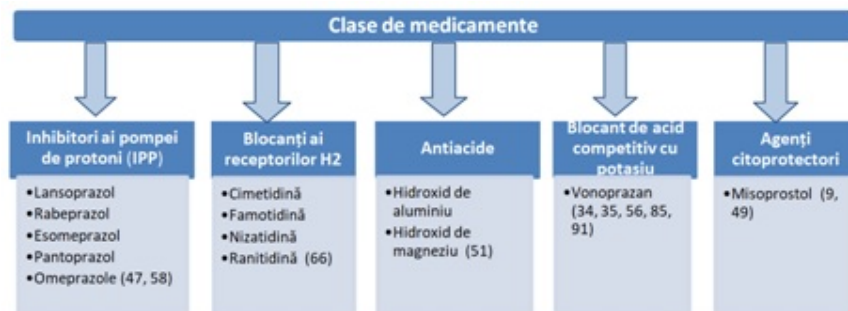 Clase de medicamente
Inhibitori ai pompei
de protoni (IPP)
•Lansoprazol
•Rabeprazol
•Esomeprazol
•Pantoprazol
•Omeprazole (47, 58)
Blocanți ai
receptorilor H2
•Cimetidină
•Famotidină
•Nizatidină
•Ranitidină (66)
Antiacide
•Hidroxid de
aluminiu
•Hidroxid de
magneziu (51)
Blocant de acid
competitiv cu
potasiu
•Vonoprazan
(34, 35, 56, 85,
91)
Agenți
citoprotectori
•Misoprostol (9,
49)